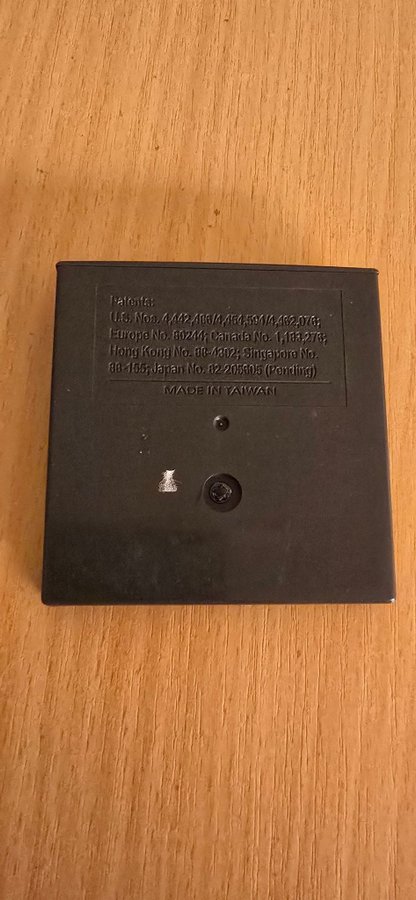 Patents:
U.S. Nos. 4,442,486/4,454,594/4,462,076;
Europe No. 80244; Canada No. 1,183,276;
Hong Kong No. 88-4302; Singapore No.
88-155; Japan No. 82-205605 (Pending)
MADE IN TAIWAN